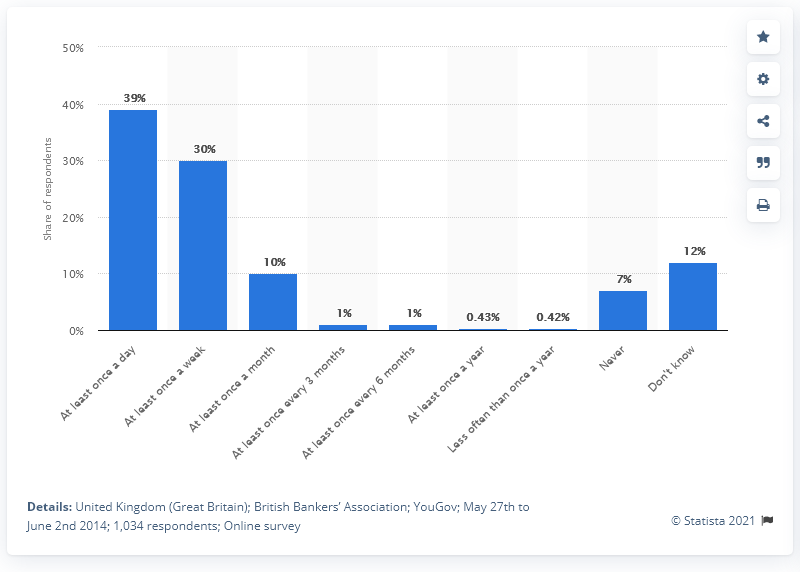 50%
40%
30%
20%
10%
0%
Share of respondents
39%
30%
10%
1%
1%
0.43%
0.42%
7%
12%
At least once a day
At least once a week
At least once a month
At least once every 3 months
At least once every 6 months
At least once a year
Less often than once a year
Never
Don't know
Details: United Kingdom (Great Britain); British Bankers’ Association; YouGov; May 27th to
June 2nd 2014; 1,034 respondents; Online survey
© Statista 2021